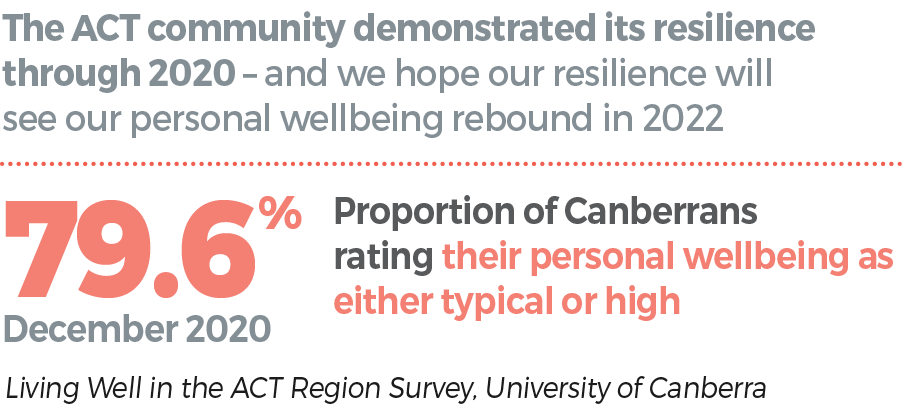 The ACT community demonstrated its resilience
through 2020 – and we hope our resilience will
see our personal wellbeing rebound in 2022
79.6%
December 2020
Proportion of Canberrans
rating their personal wellbeing as
either typical or high
Living Well in the ACT Region Survey, University of Canberra